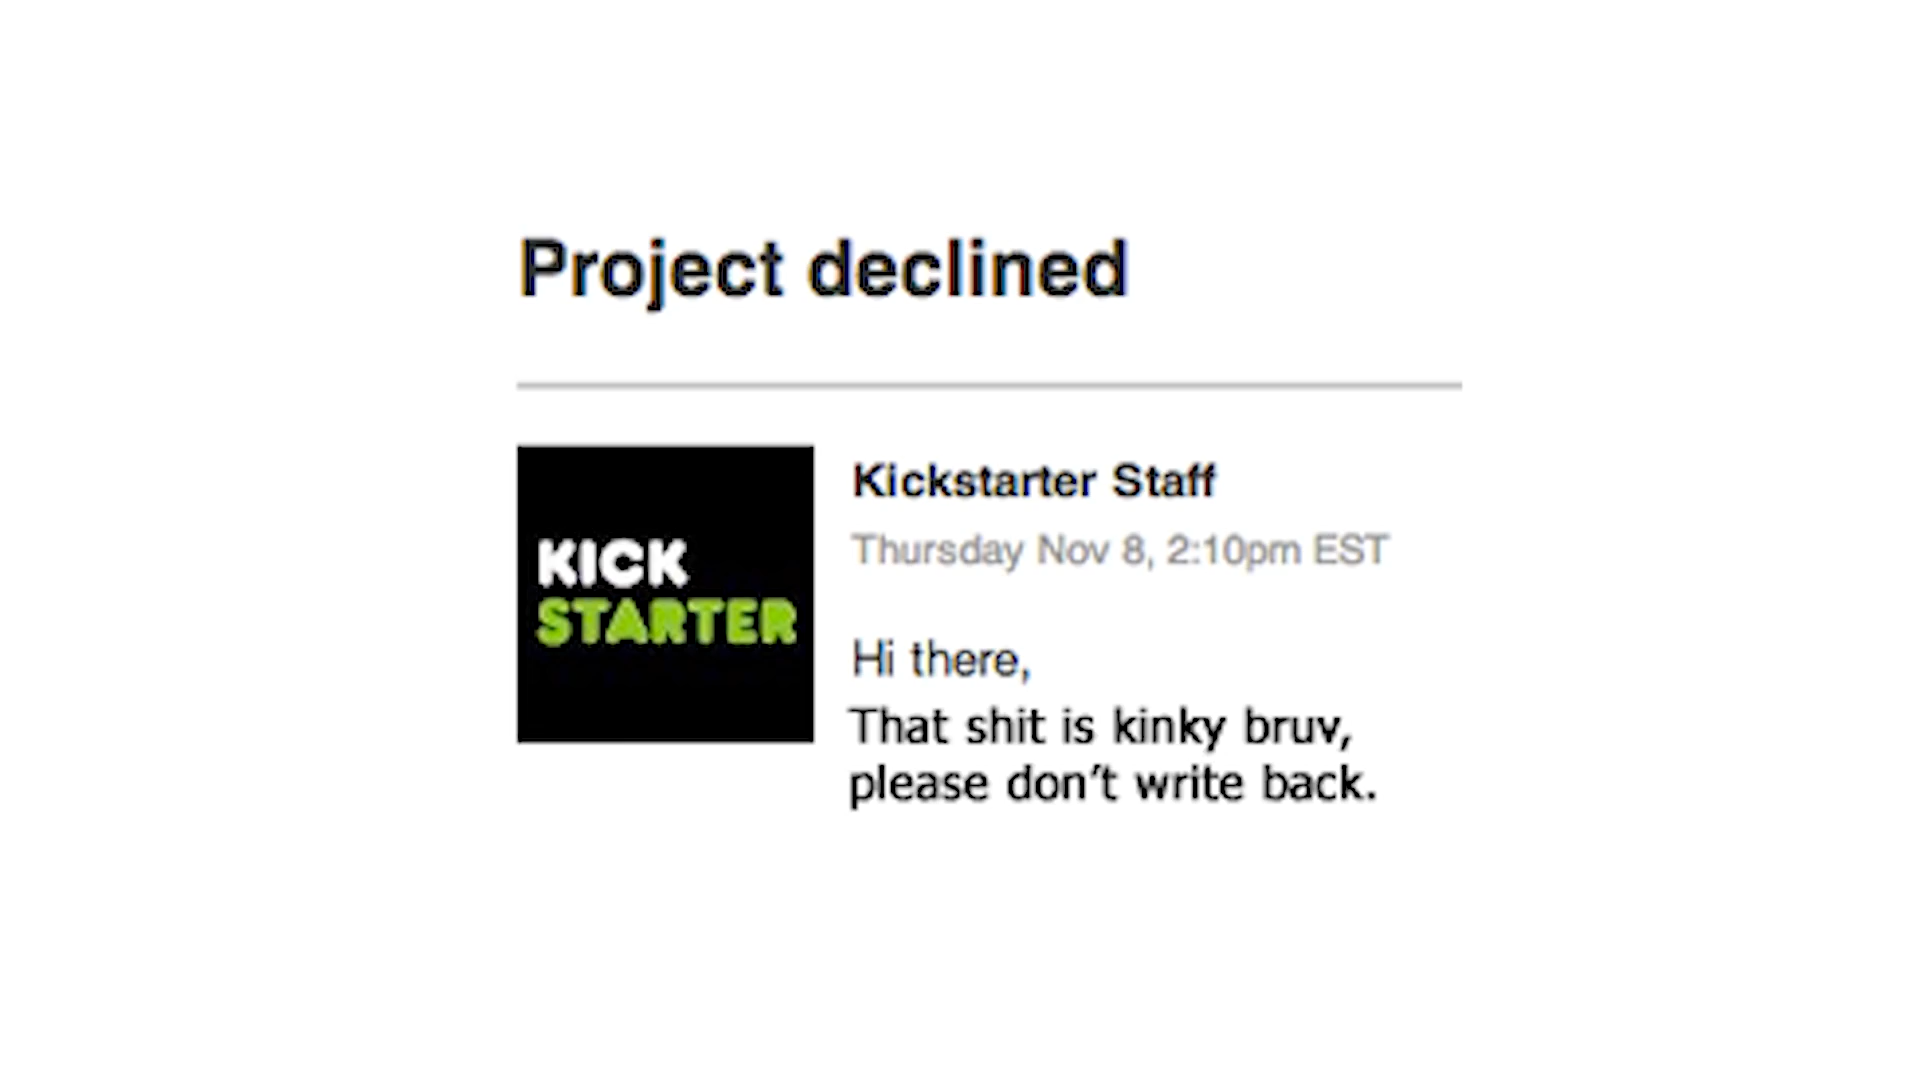 Project declined
KICK
STARTER
Kickstarter Staff
Thursday Nov 8, 2:10pm EST
Hi there,
That shit is kinky bruv,
please don't write back.